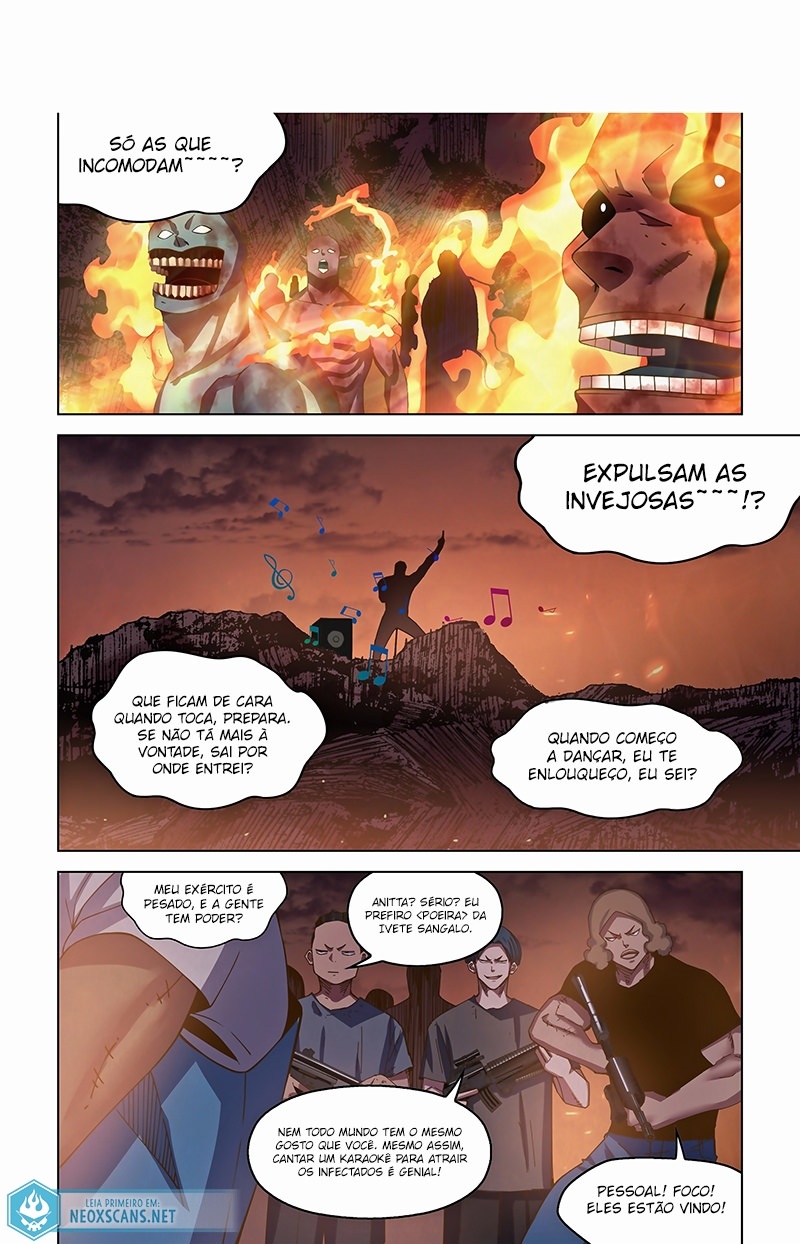 SÓ AS QUE
INCOMODAM~~~~?
EXPULSAM AS
INVEJOSAS~~~!?
QUE FICAM DE CARA
QUANDO TOCA, PREPARA.
SE NÃO TÁ MAIS À
VONTADE, SAI POR
ONDE ENTREI?
QUANDO COMEÇO
A DANÇAR, EU TE
ENLOUQUEÇO, EU SEI?
MEU EXÉRCITO É
PESADO, E A GENTE
TEM PODER?
ANITTA? SÉRIO? EU
PREFIRO <POEIRA> DA
IVETE SANGALO.
NEM TODO MUNDO TEM O MESMO
GOSTO QUE VOCÊ. MESMO ASSIM,
CANTAR UM KARAOKÊ PARA ATRAIR
OS INFECTADOS É GENIAL!
PESSOAL! FOCO!
ELES ESTÃO VINDO!
LEIA PRIMEIRO EM:
NEOXSCANS.NET